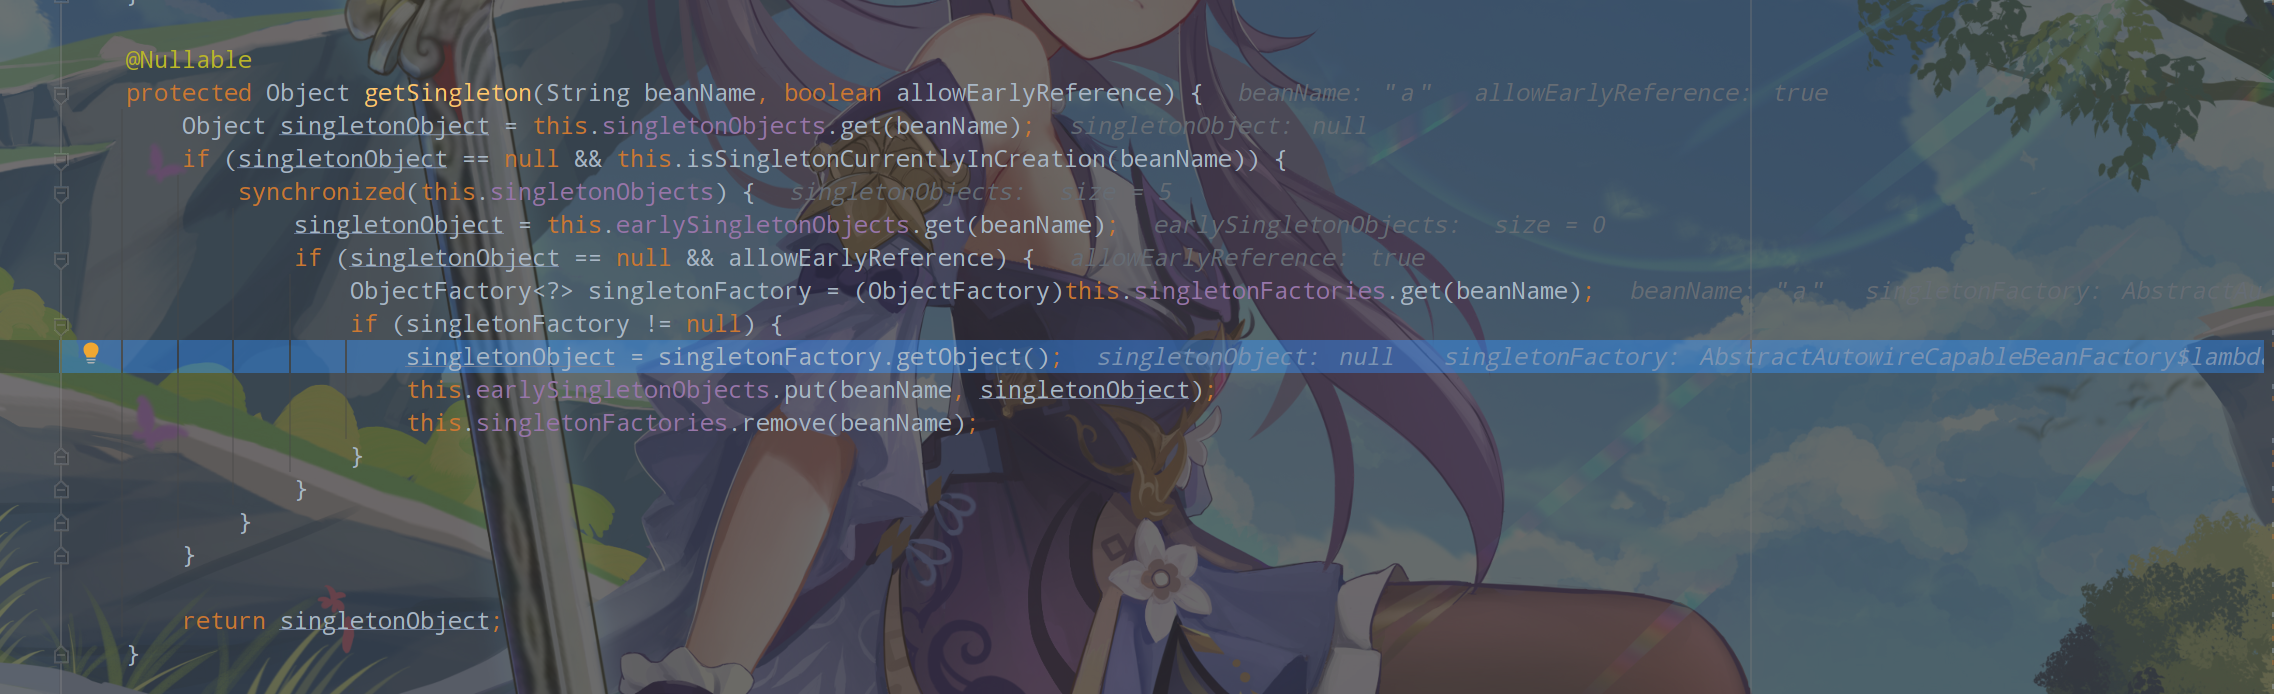 }
@Nullable
protected Object getSingleton(String beanName, boolean allowEarlyReference) {   beanName: "a"   allowEarlyReference: true
Object singletonObject = this.singletonObjects.get(beanName);   singletonObject: null
if (singletonObject == null && this.isSingletonCurrentlyInCreation(beanName)) {
synchronized(this.singletonObjects) {   singletonObjects:  size = 5
singletonObject = this.earlySingletonObjects.get(beanName);   earlySingletonObjects:  size = 0
if (singletonObject == null && allowEarlyReference) {   allowEarlyReference: true
ObjectFactory<?> singletonFactory = (ObjectFactory)this.singletonFactories.get(beanName);   beanName: "a"   singletonFactory:
if (singletonFactory != null) {
singletonObject = singletonFactory.getObject();   singletonObject: null   singletonFactory: AbstractAutowireCapableBeanFactory$lambda
this.earlySingletonObjects.put(beanName, singletonObject);
this.singletonFactories.remove(beanName);
}
}
}
}
return singletonObject;
}